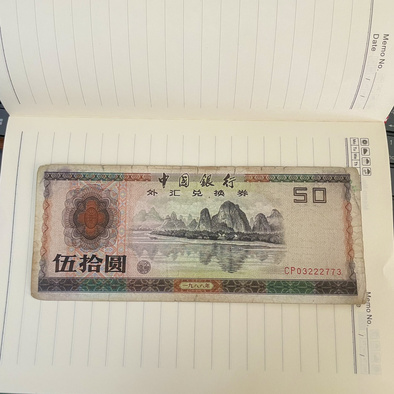 Memo No.
Date / /
中国银行
外汇兑换券
50
伍拾圆
CP03222773
一九八八年
Memo No.